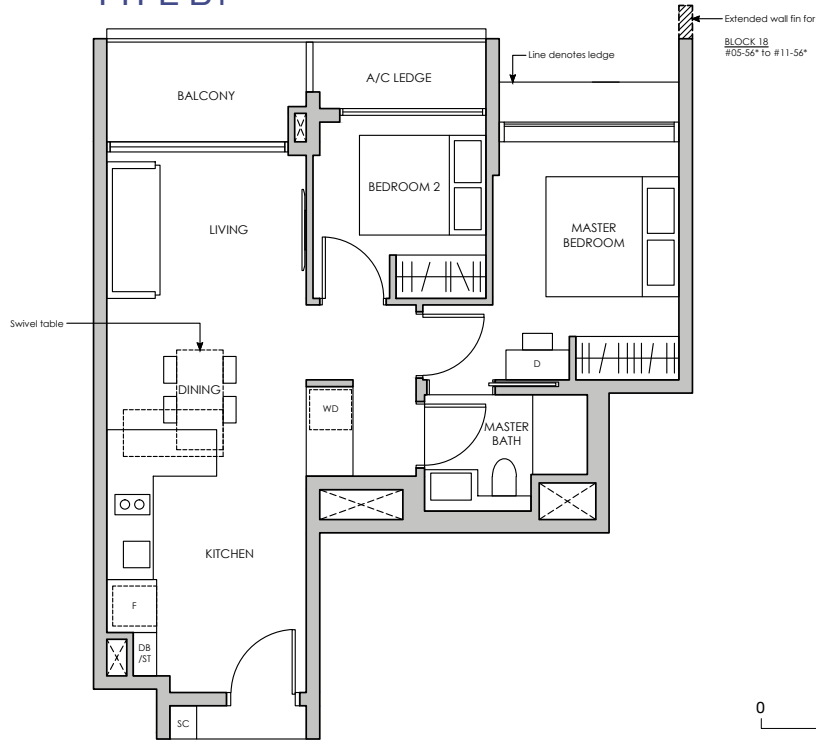 Extended wall fin for
BLOCK 18
#05-56* to #11-56*
Line denotes ledge
A/C LEDGE
BALCONY
BEDROOM 2
LIVING
MASTER
BEDROOM
Swivel table
D
DINING
WD
MASTER
BATH
KITCHEN
F
DB
/ST
SC
0